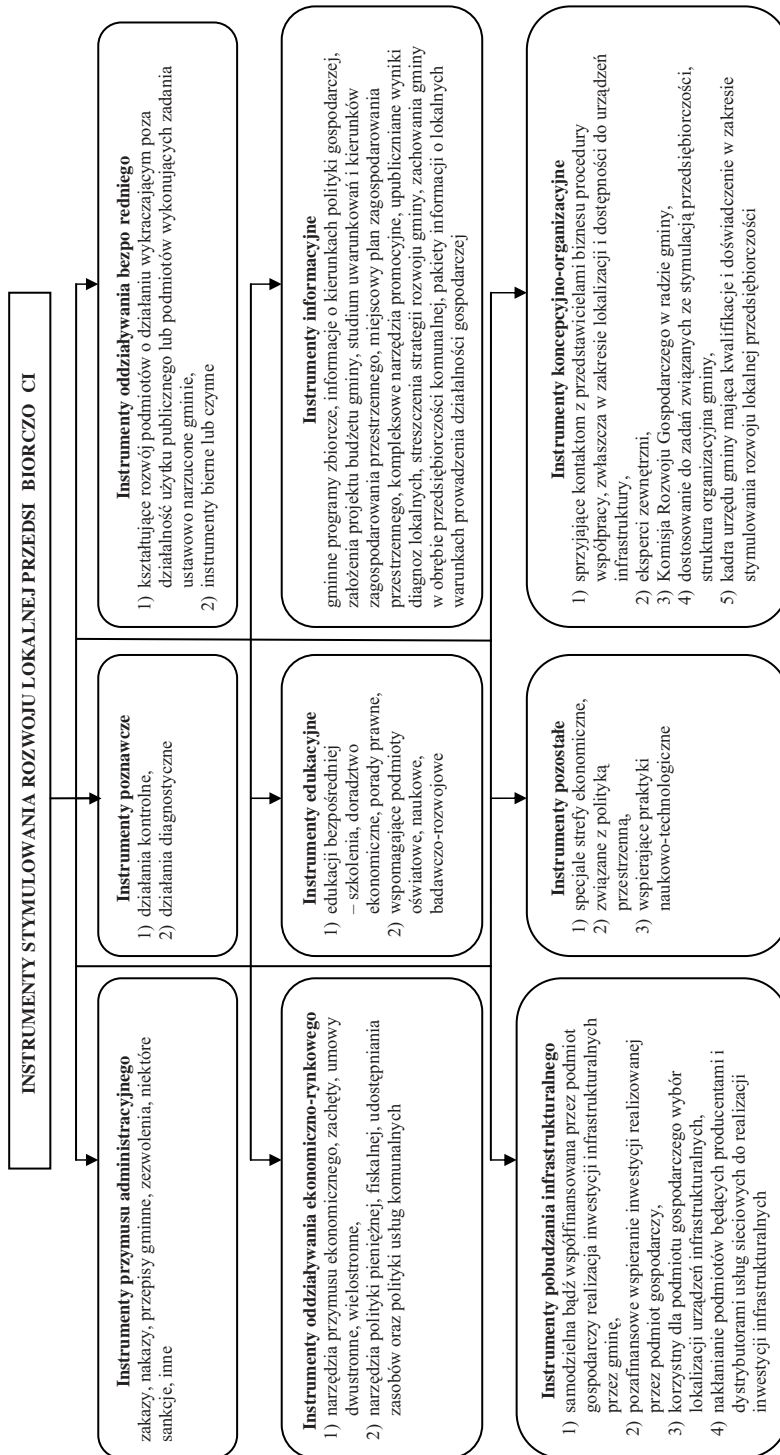 INSTRUMENTY STYMULOWANIA ROZWOJU LOKALNEJ PRZEDSI BIORCZO CI
Instrumenty przymusu administracyjnego
zakazy, nakazy, przepisy gminne, zezwolenia, niektóre
sankcje, inne
Instrumenty poznawcze
1) działania kontrolne,
2) działania diagnostyczne
Instrumenty oddziaływania bezpo redniego
1) kształtujące rozwój podmiotów o działaniu wykraczającym poza
działalność użytku publicznego lub podmiotów wykonujących zadania
ustawowo narzucone gminie,
2) instrumenty bierne lub czynne
Instrumenty oddziaływania ekonomiczno-rynkowego
1) narzędzia przymusu ekonomicznego, zachęty, umowy
dwustronne, wielostronne,
2) narzędzia polityki pieniężnej, fiskalnej, udostępniania
zasobów oraz polityki usług komunalnych
Instrumenty edukacyjne
1) edukacji bezpośredniej
– szkolenia, doradztwo
ekonomiczne, porady prawne,
2) wspomagające podmioty
oświatowe, naukowe,
badawczo-rozwojowe
Instrumenty informacyjne
gminne programy zbiorcze, informacje o kierunkach polityki gospodarczej,
założenia projektu budżetu gminy, studium uwarunkowań i kierunków
zagospodarowania przestrzennego, miejscowy plan zagospodarowania
przestrzennego, kompleksowe narzędzia promocyjne, upubliczniane wyniki
diagnoz lokalnych, streszczenia strategii rozwoju gminy, zachowania gminy
w obrębie przedsiębiorczości komunalnej, pakiety informacji o lokalnych
warunkach prowadzenia działalności gospodarczej
Instrumenty pobudzania infrastrukturalnego
1) samodzielna bądź współfinansowana przez podmiot
gospodarczy realizacja inwestycji infrastrukturalnych
przez gminę,
2) pozafinansowe wspieranie inwestycji realizowanej
przez podmiot gospodarczy,
3) korzystny dla podmiotu gospodarczego wybór
lokalizacji urządzeń infrastrukturalnych,
4) nakłanianie podmiotów będących producentami i
dystrybutorami usług sieciowych do realizacji
inwestycji infrastrukturalnych
Instrumenty pozostałe
1) specjale strefy ekonomiczne,
2) związane z polityką
przestrzenną,
3) wspierające praktyki
naukowo-technologiczne
Instrumenty koncepcyjno-organizacyjne
1) sprzyjające kontaktom z przedstawicielami biznesu procedury
współpracy, zwłaszcza w zakresie lokalizacji i dostępności do urządzeń
infrastruktury,
2) eksperci zewnętrzni,
3) Komisja Rozwoju Gospodarczego w radzie gminy,
4) dostosowanie do zadań związanych ze stymulacją przedsiębiorczości,
struktura organizacyjna gminy,
5) kadra urzędu gminy mająca kwalifikacje i doświadczenie w zakresie
stymulowania rozwoju lokalnej przedsiębiorczości